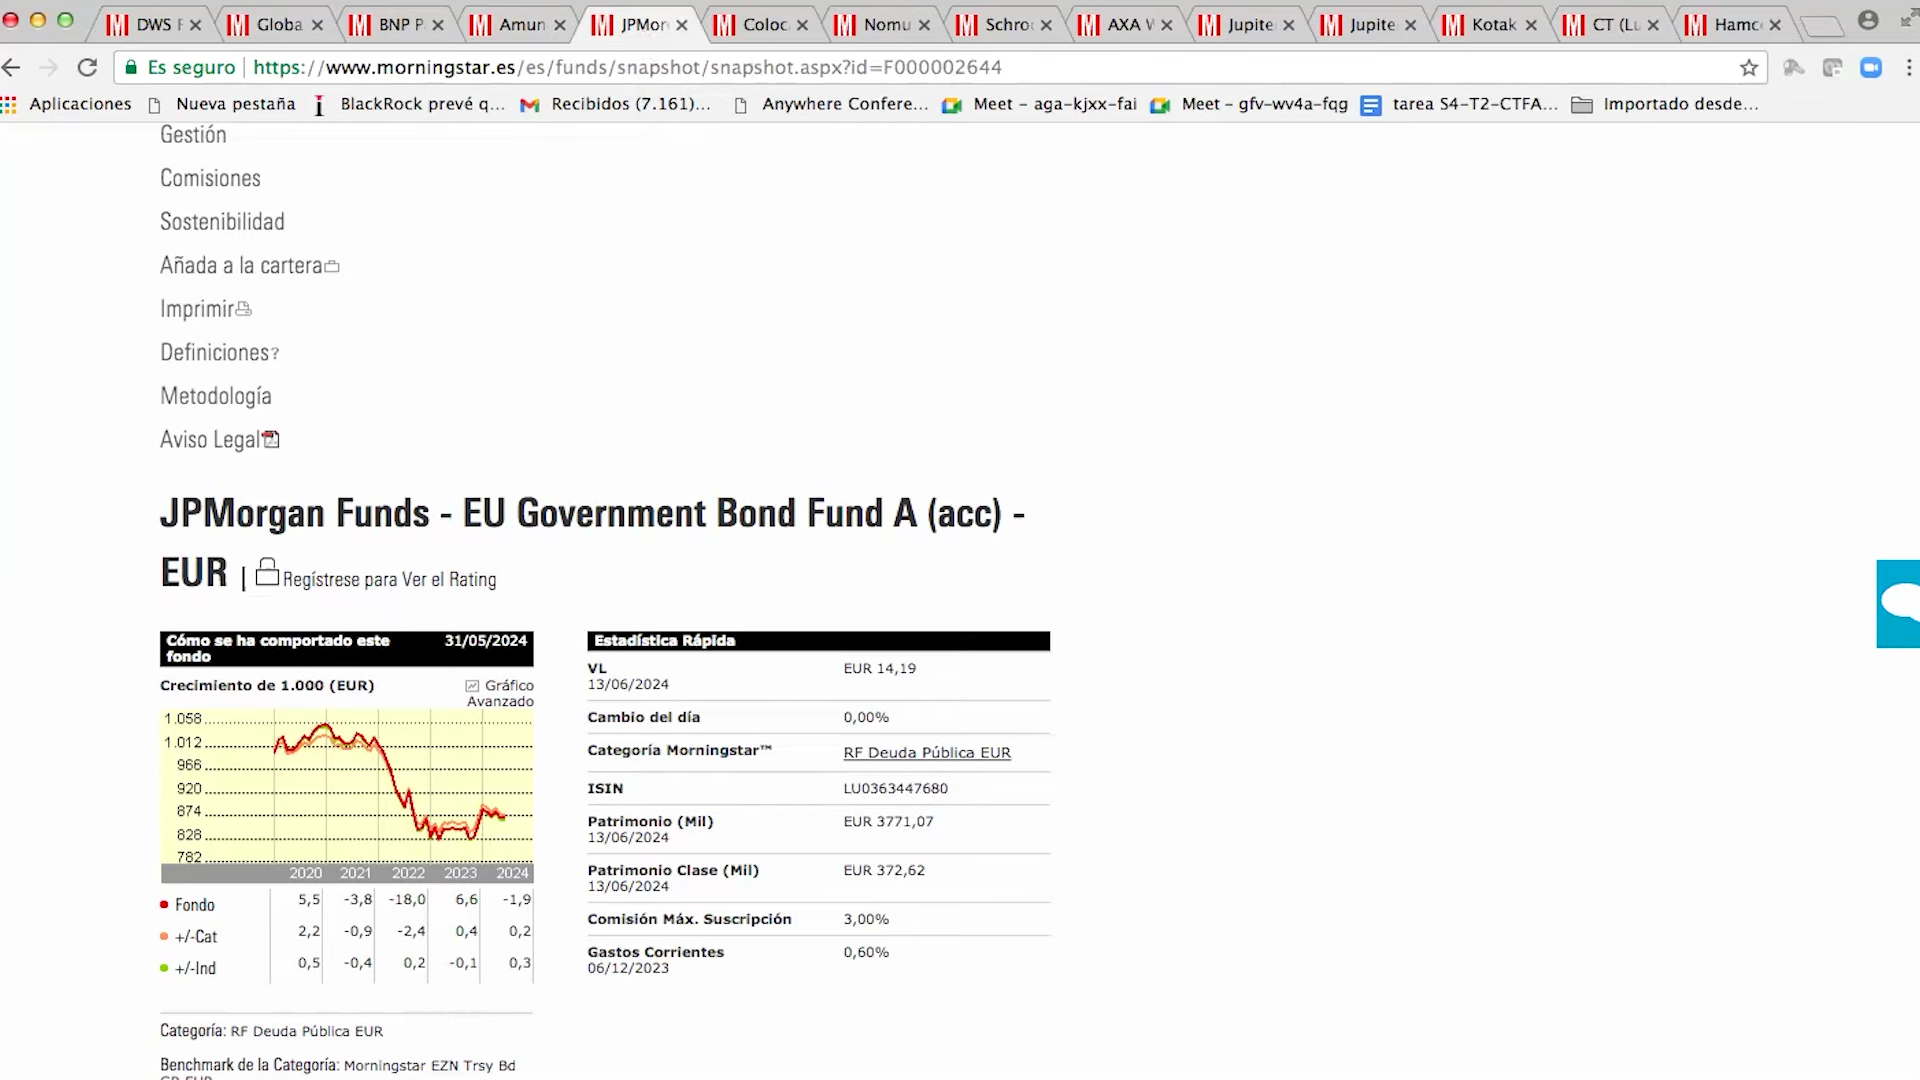 DWS F
Globa
BNP P
Amun
JPMor
Coloc
Nomu
Schro
AXA W
Jupite
Jupite
Kotak
CT (Lu
Hamc
Es seguro
https://www.morningstar.es/es/funds/snapshot/snapshot.aspx?id=F000002644
Aplicaciones
Nueva pestaña
BlackRock prevé q...
Recibidos (7.161)...
Anywhere Confere...
Meet – aga-kjxx-fai
Meet – gfv-wv4a-fqg
tarea S4-T2-CTFA...
Importado desde...
Gestión
Comisiones
Sostenibilidad
Añada a la cartera
Imprimir
Definiciones?
Metodología
Aviso Legal
JPMorgan Funds - EU Government Bond Fund A (acc) -
EUR | Regístrese para Ver el Rating
Cómo se ha comportado este fondo 31/05/2024
Crecimiento de 1.000 (EUR) Gráfico Avanzado
1.058
1.012
966
920
874
828
782
2020 2021 2022 2023 2024
Fondo 5,5 -3,8 -18,0 6,6 -1,9
+/-Cat 2,2 -0,9 -2,4 0,4 0,2
+/-Ind 0,5 -0,4 0,2 -0,1 0,3
Categoría: RF Deuda Pública EUR
Benchmark de la Categoría: Morningstar EZN Trsy Bd
GR EUR
Estadística Rápida
VL EUR 14,19
13/06/2024
Cambio del día 0,00%
Categoría Morningstar™ RF Deuda Pública EUR
ISIN LU0363447680
Patrimonio (Mil) EUR 3771,07
13/06/2024
Patrimonio Clase (Mil) EUR 372,62
13/06/2024
Comisión Máx. Suscripción 3,00%
Gastos Corrientes 0,60%
06/12/2023